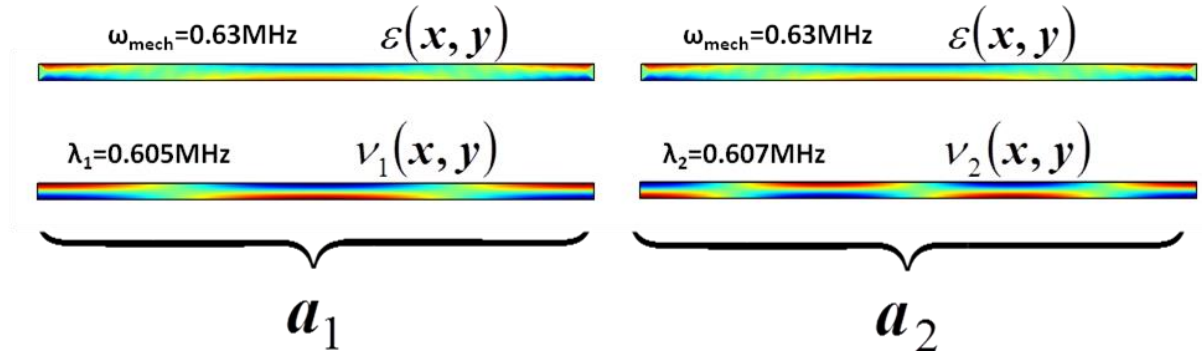 ωmech=0.63MHz ε(x, y) ωmech=0.63MHz ε(x, y)
λ1=0.605MHz ν1(x, y) λ2=0.607MHz ν2(x, y)
a1 a2